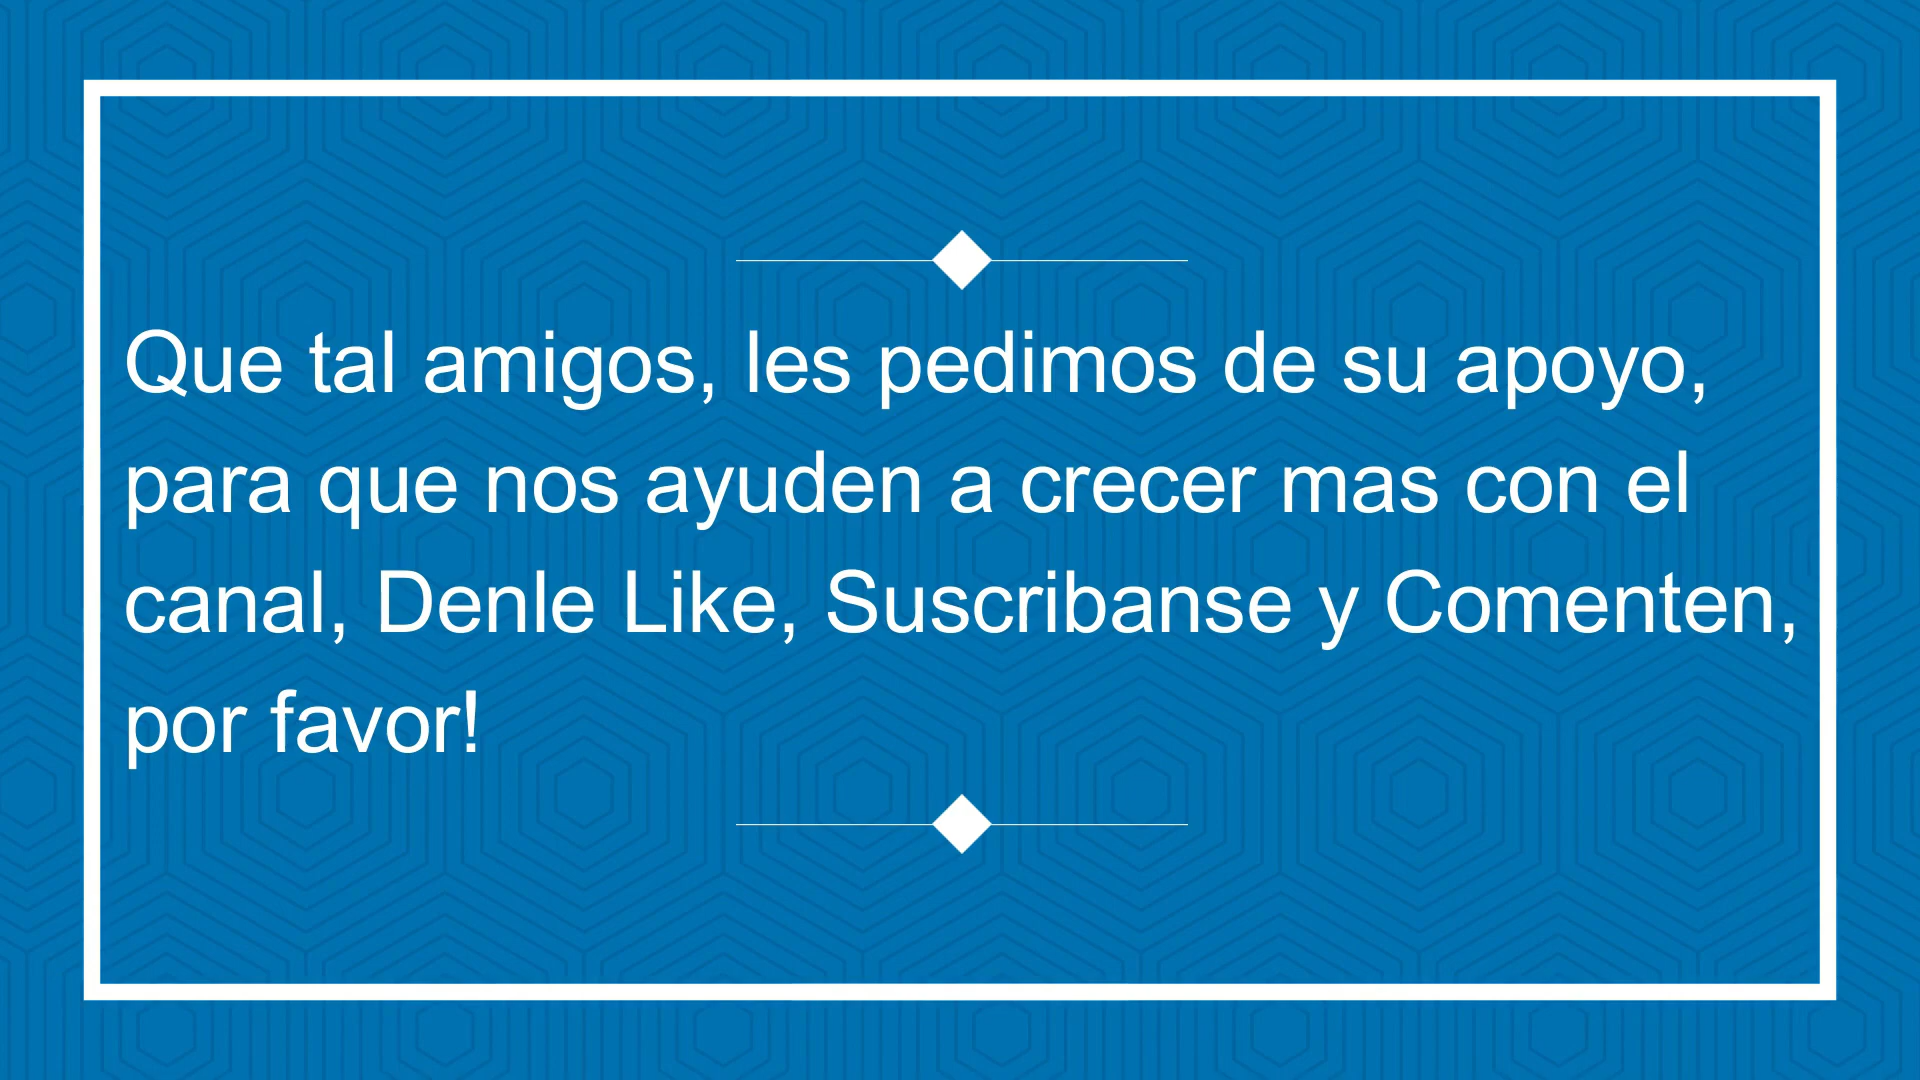 Que tal amigos, les pedimos de su apoyo,
para que nos ayuden a crecer mas con el
canal, Denle Like, Suscribanse y Comenten,
por favor!